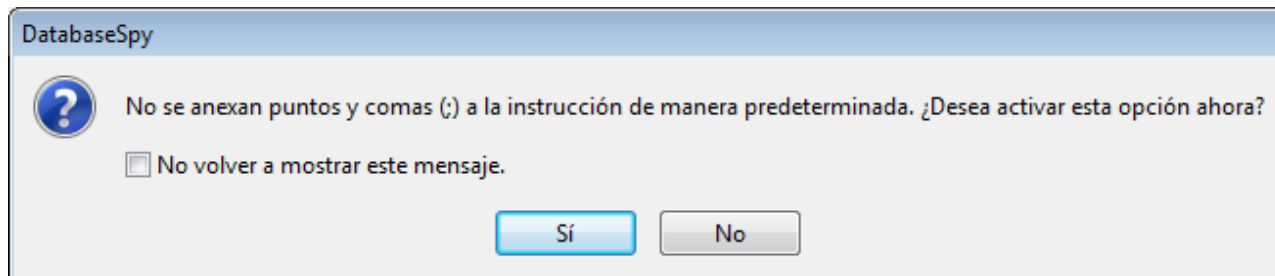 DatabaseSpy
No se anexan puntos y comas (;) a la instrucción de manera predeterminada. ¿Desea activar esta opción ahora?
No volver a mostrar este mensaje.
Sí
No